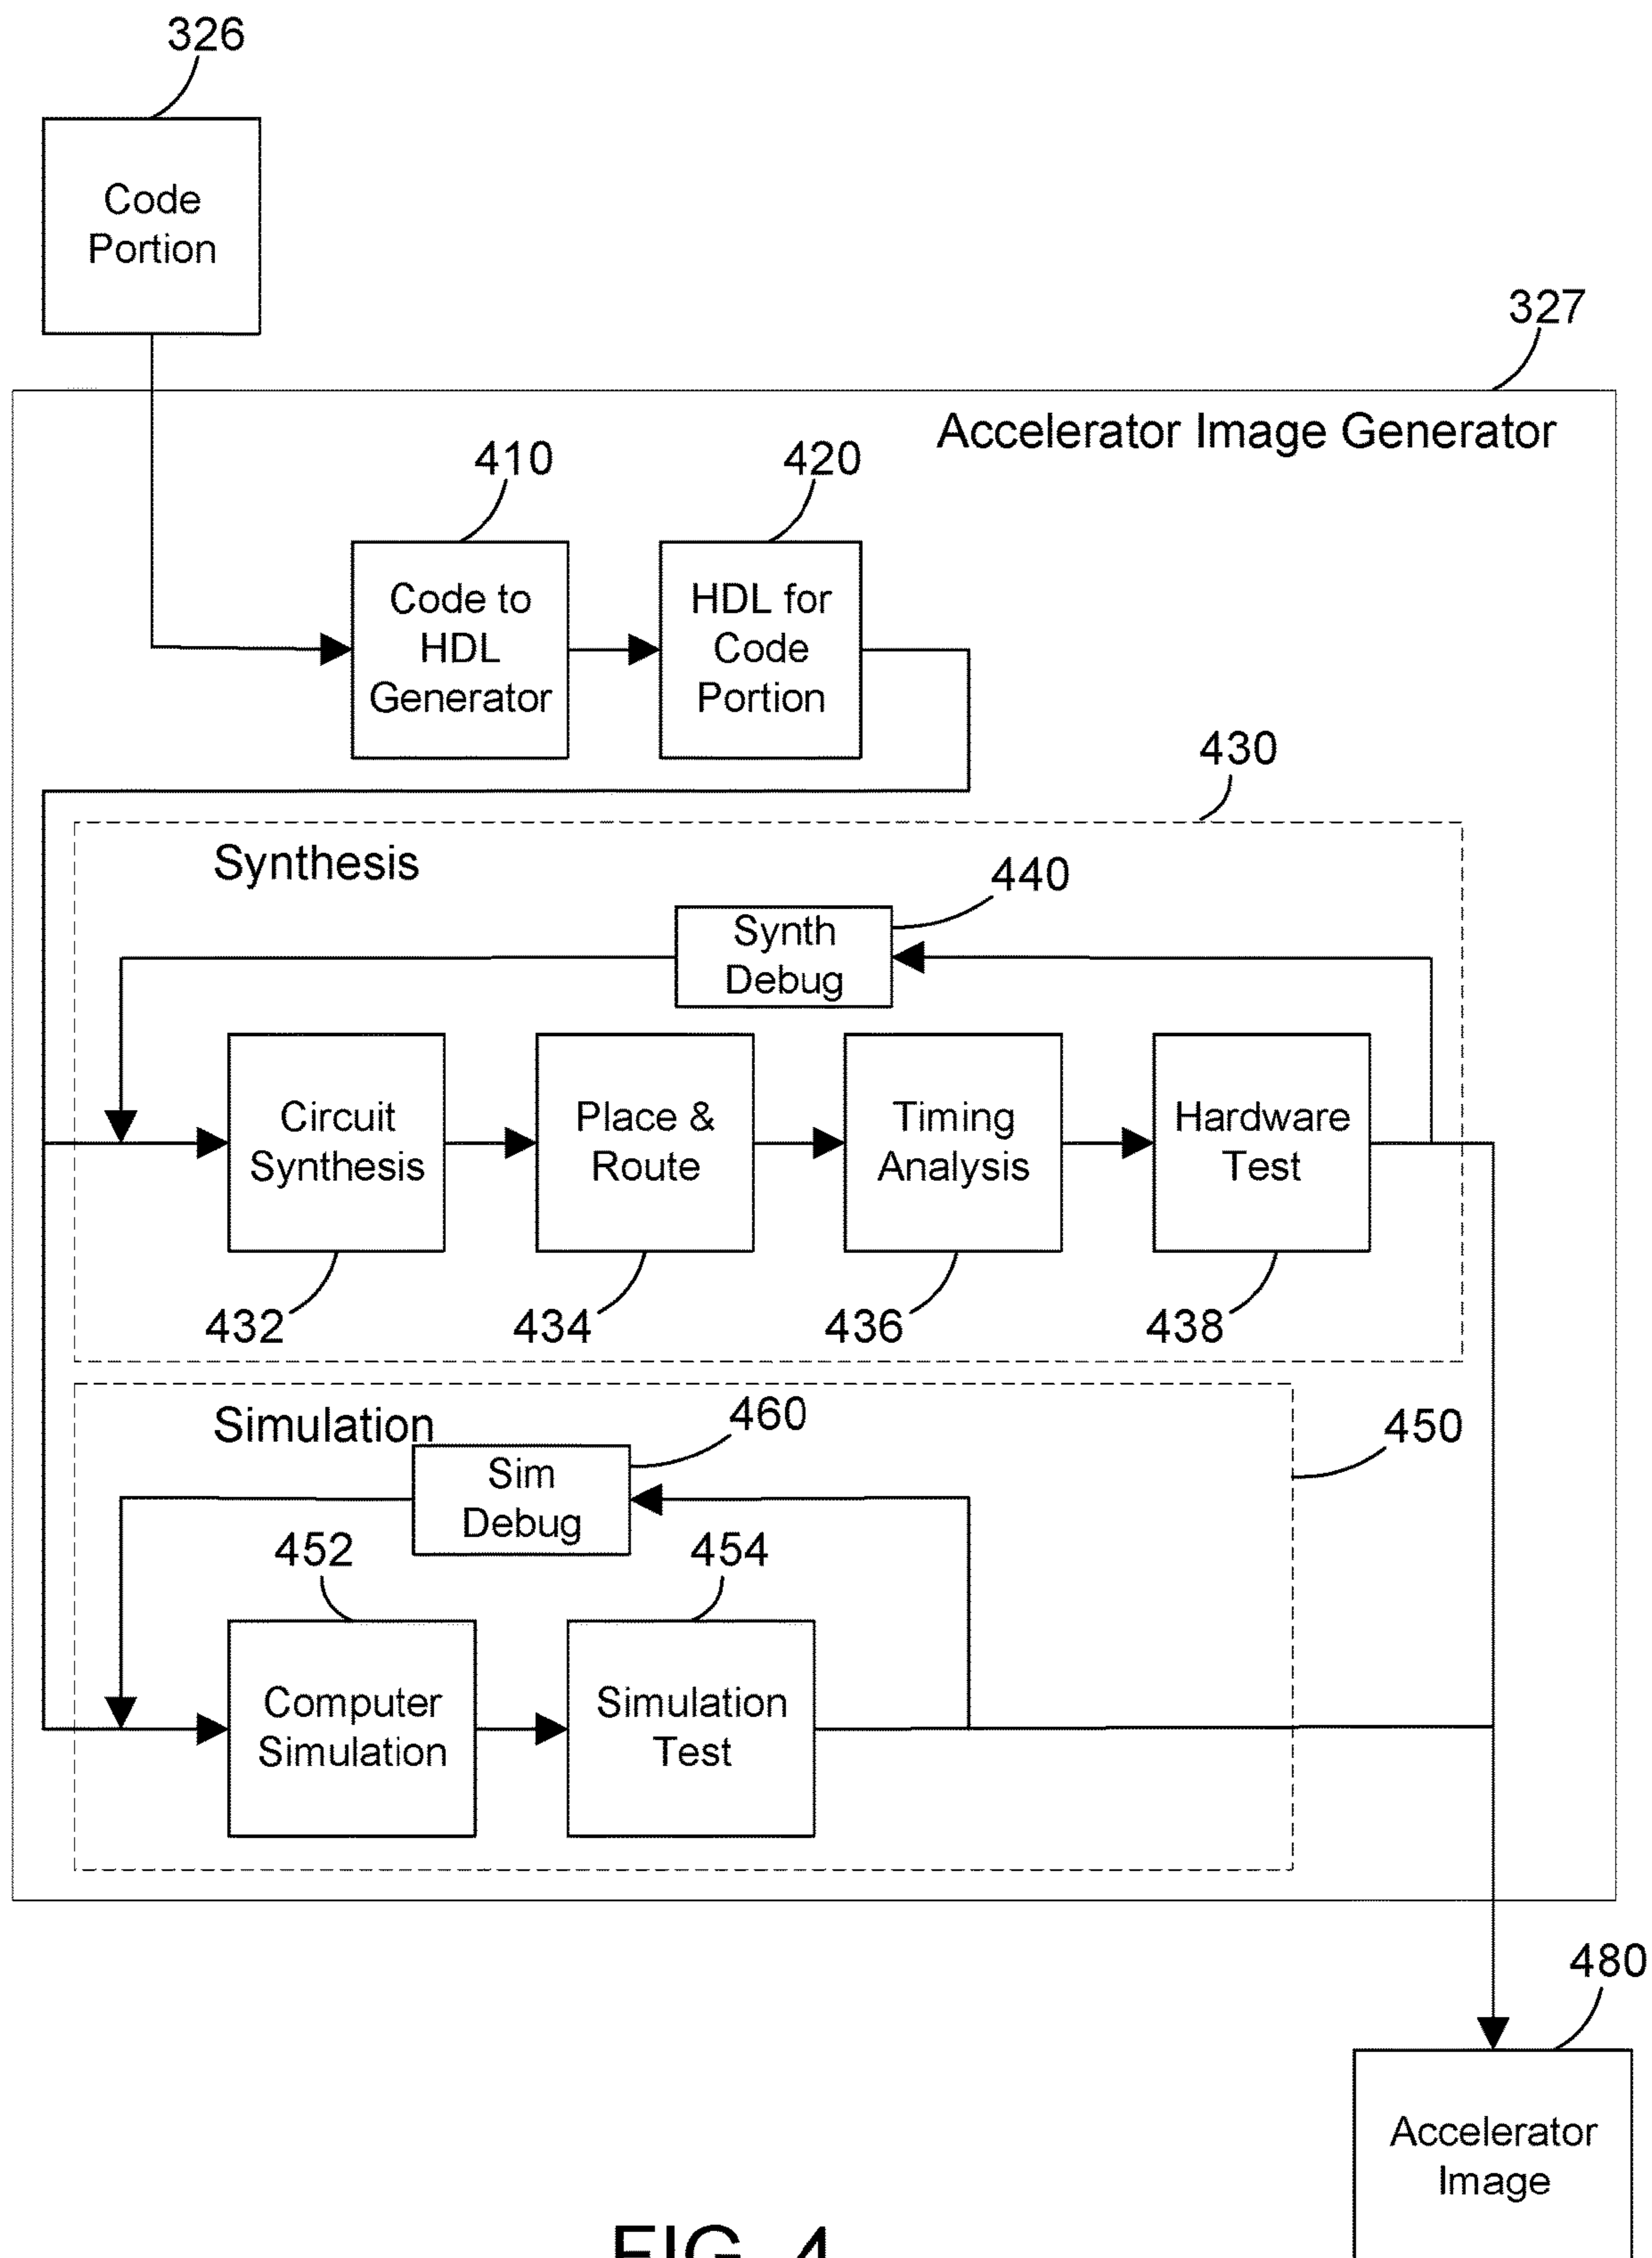 326
Code
Portion
327
Accelerator Image Generator
410
420
Code to
HDL
Generator
HDL for
Code
Portion
430
Synthesis
440
Synth
Debug
Circuit
Synthesis
Place &
Route
Timing
Analysis
Hardware
Test
432
434
436
438
Simulation
460
450
Sim
Debug
452
454
Computer
Simulation
Simulation
Test
480
Accelerator
Image
FIG. 4